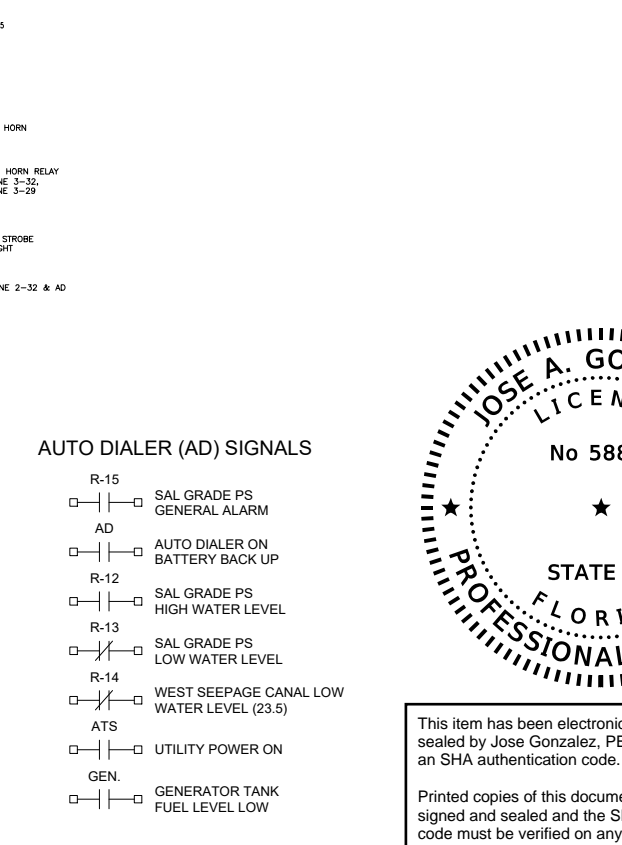 5
HORN
HORN RELAY
NE 3-32,
NE 3-29
STROBE
NE 2-32 & AD
AUTO DIALER (AD) SIGNALS
R-15
SAL GRADE PS
GENERAL ALARM
AD
AUTO DIALER ON
BATTERY BACK UP
R-12
SAL GRADE PS
HIGH WATER LEVEL
R-13
SAL GRADE PS
LOW WATER LEVEL
R-14
WEST SEEPAGE CANAL LOW
WATER LEVEL (23.5)
ATS
UTILITY POWER ON
GEN.
GENERATOR TANK
FUEL LEVEL LOW
JOSE A. GO
LICEN
No 588
STATE
FLORI
PROFESSIONAL
This item has been electronic
sealed by Jose Gonzalez, PE
an SHA authentication code.
Printed copies of this docume
signed and sealed and the S
code must be verified on any